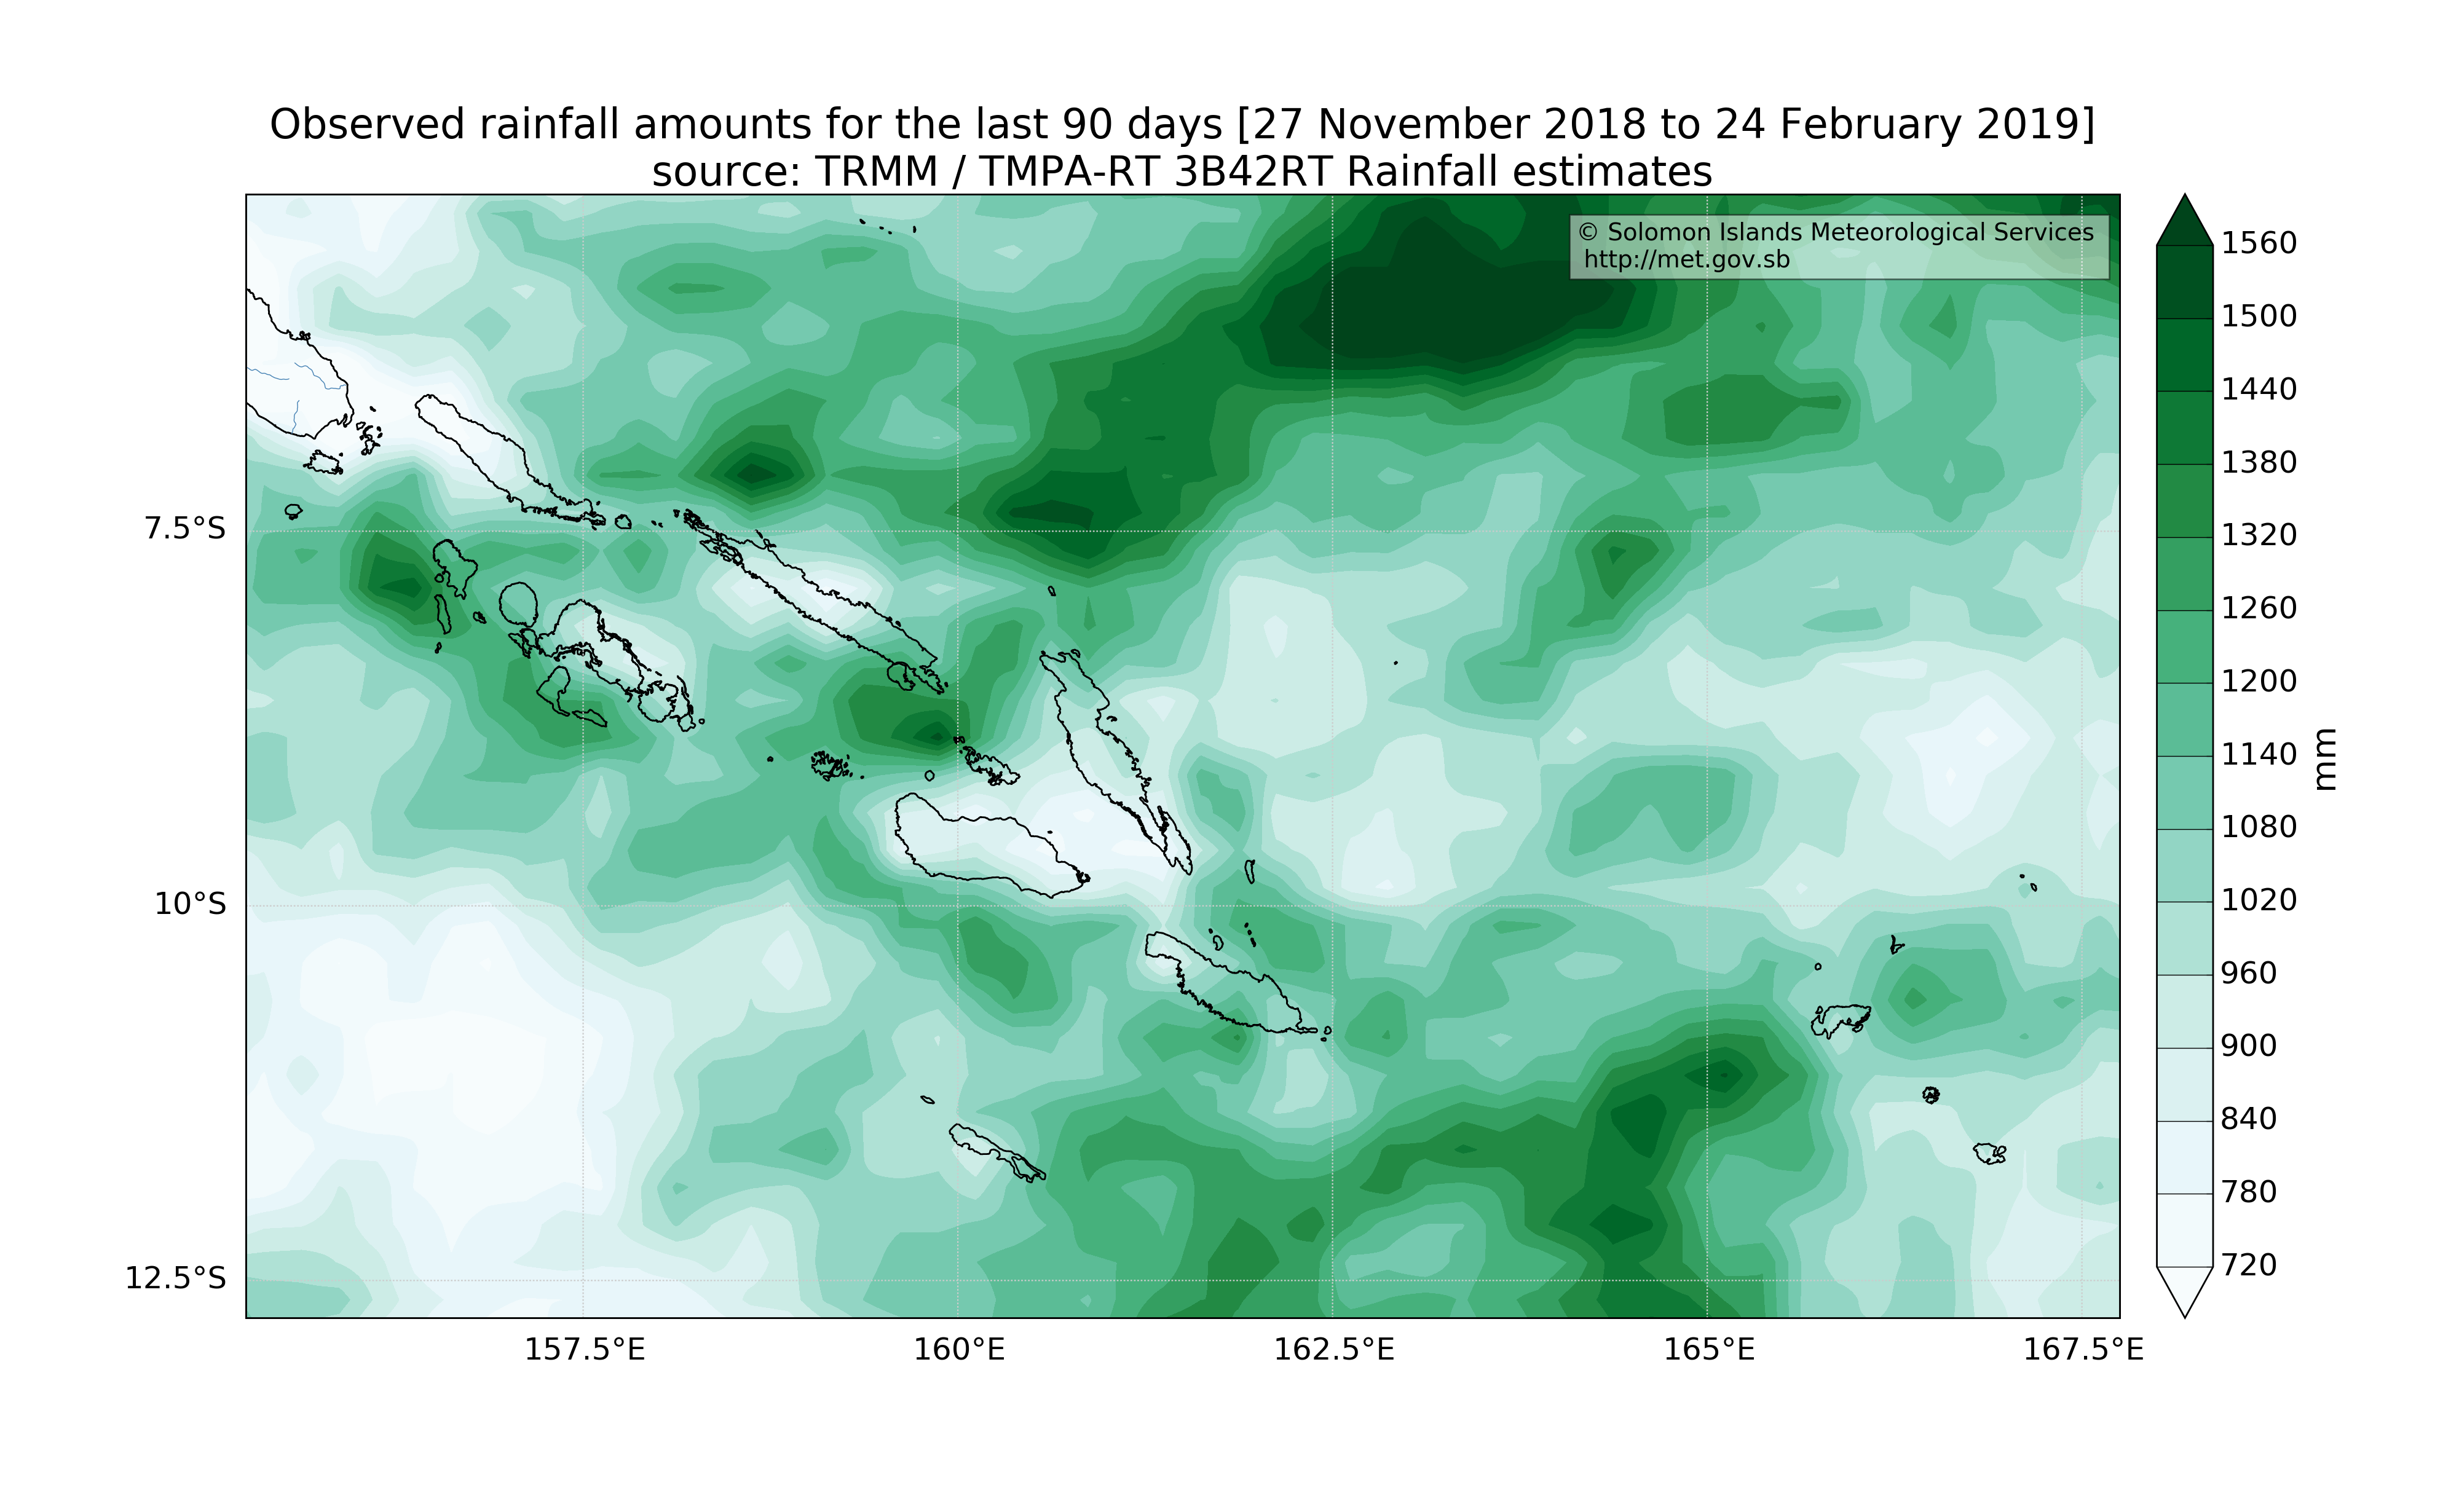 Observed rainfall amounts for the last 90 days [27 November 2018 to 24 February 2019]
source: TRMM / TMPA-RT 3B42RT Rainfall estimates
© Solomon Islands Meteorological Services
http://met.gov.sb
7.5°S
10°S
12.5°S
157.5°E
160°E
162.5°E
165°E
167.5°E
1560
1500
1440
1380
1320
1260
1200
1140
1080
1020
960
900
840
780
720
mm